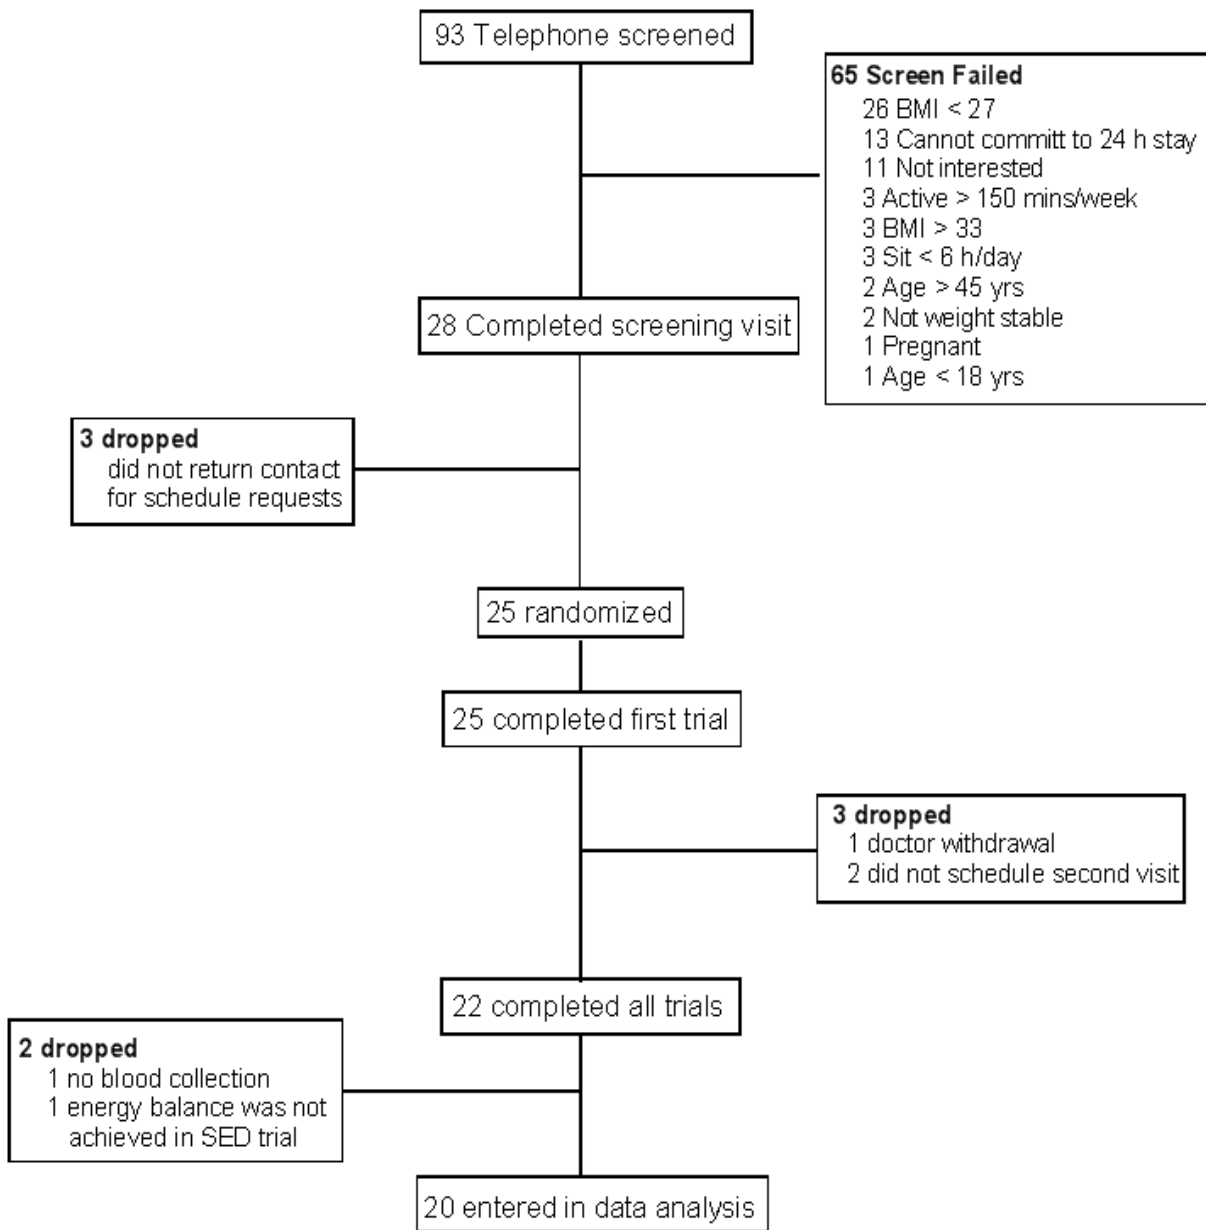 93 Telephone screened
65 Screen Failed
26 BMI < 27
13 Cannot committ to 24 h stay
11 Not interested
3 Active > 150 mins/week
3 BMI > 33
3 Sit < 6 h/day
2 Age > 45 yrs
2 Not weight stable
1 Pregnant
1 Age < 18 yrs
28 Completed screening visit
3 dropped
did not return contact
for schedule requests
25 randomized
25 completed first trial
3 dropped
1 doctor withdrawal
2 did not schedule second visit
22 completed all trials
2 dropped
1 no blood collection
1 energy balance was not
achieved in SED trial
20 entered in data analysis